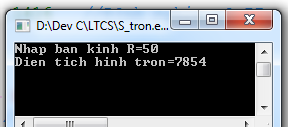 D:\Dev C\LTCS\S_tron.e...
Nhap ban kinh R=50
Dien tich hinh tron=7854